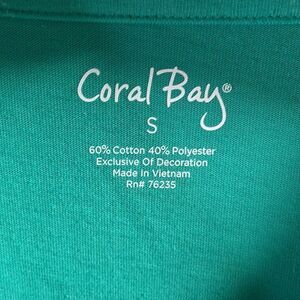 Coral Bay®
S
60% Cotton 40% Polyester
Exclusive Of Decoration
Made in Vietnam
Rn# 76235